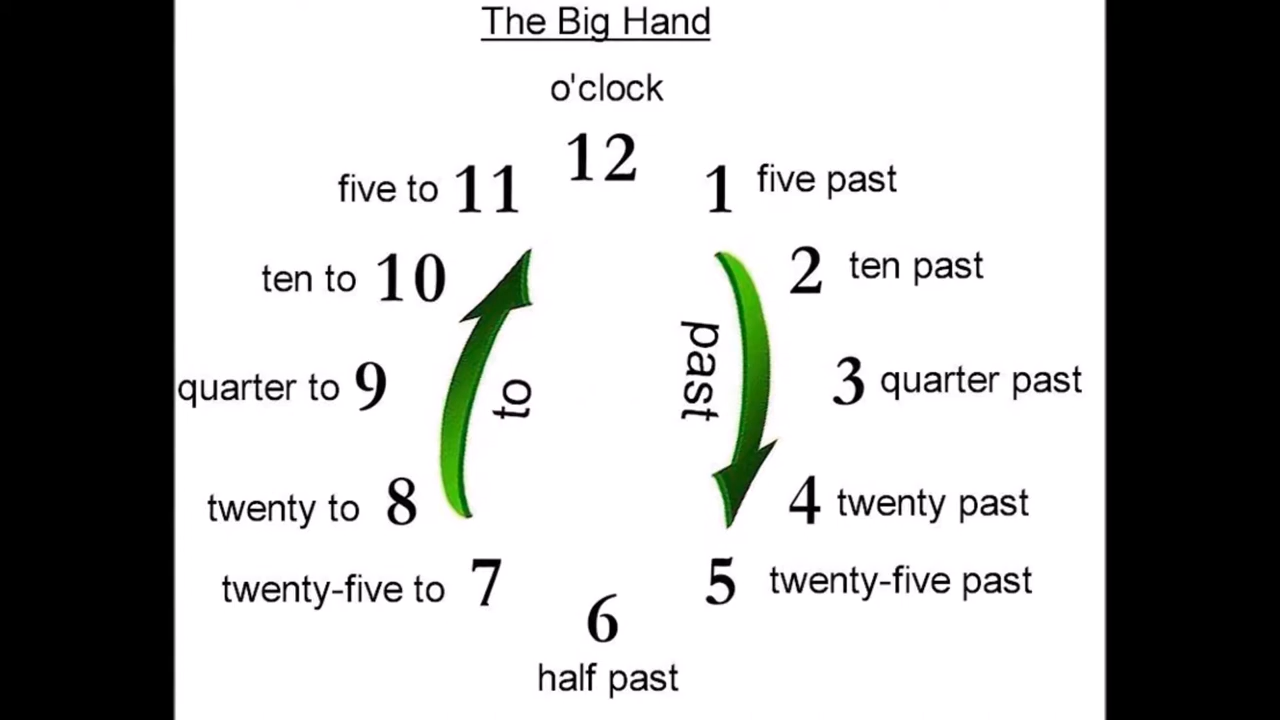 The Big Hand
o'clock
12
five to 11
1 five past
ten to 10
2 ten past
to
past
quarter to 9
3 quarter past
twenty to 8
4 twenty past
twenty-five to 7
5 twenty-five past
6
half past